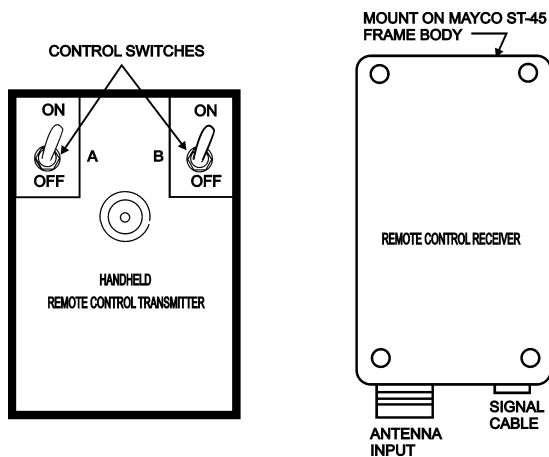 CONTROL SWITCHES
ON
OFF
A
B
ON
OFF
HANDHELD
REMOTE CONTROL TRANSMITTER
MOUNT ON MAYCO ST-45
FRAME BODY
REMOTE CONTROL RECEIVER
ANTENNA
INPUT
SIGNAL
CABLE